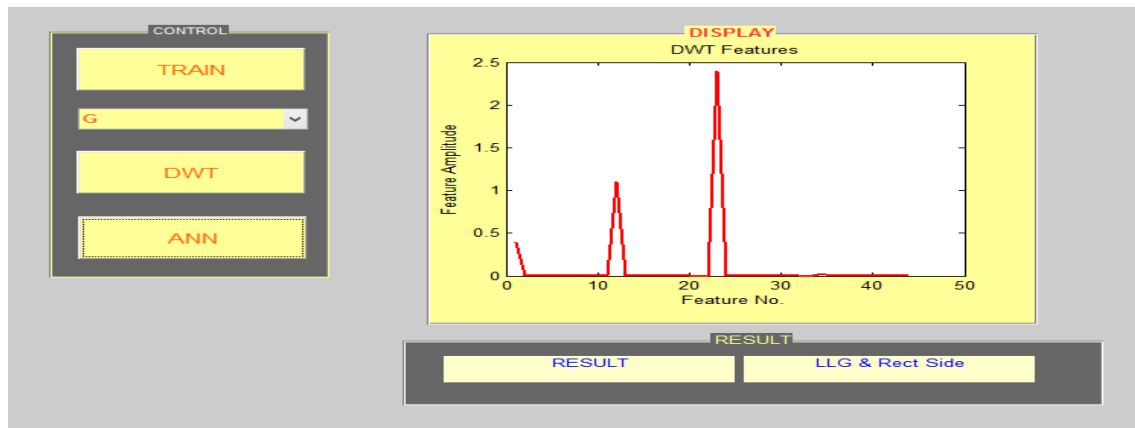 CONTROL
TRAIN
G
DWT
ANN
DISPLAY
DWT Features
2.5
2
1.5
1
0.5
0
Feature Amplitude
0 10 20 30 40 50
Feature No.
RESULT
RESULT LLG & Rect Side